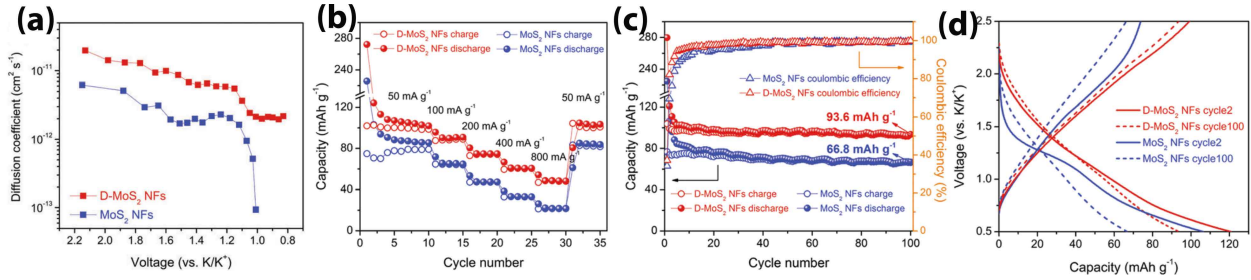 (a)
Diffusion coefficient (cm² s⁻¹)
10⁻¹¹
10⁻¹²
10⁻¹³
D-MoS₂ NFs
MoS₂ NFs
2.2 2.0 1.8 1.6 1.4 1.2 1.0 0.8
Voltage (vs. K/K⁺)
(b)
Capacity (mAh g⁻¹)
280
240
160
120
80
40
0
D-MoS₂ NFs charge
MoS₂ NFs charge
D-MoS₂ NFs discharge
MoS₂ NFs discharge
50 mA g⁻¹
100 mA g⁻¹
200 mA g⁻¹
400 mA g⁻¹
800 mA g⁻¹
50 mA g⁻¹
0 5 10 15 20 25 30 35
Cycle number
(c)
Capacity (mAh g⁻¹)
280
240
160
120
80
40
0
MoS₂ NFs coulombic efficiency
D-MoS₂ NFs coulombic efficiency
93.6 mAh g⁻¹
66.8 mAh g⁻¹
D-MoS₂ NFs charge
MoS₂ NFs charge
D-MoS₂ NFs discharge
MoS₂ NFs discharge
0 20 40 60 80 100
Cycle number
100
80
60
40
20
0
Coulombic efficiency (%)
(d)
Voltage (vs. K/K⁺)
2.5
2.0
1.5
1.0
0.5
D-MoS₂ NFs cycle2
D-MoS₂ NFs cycle100
MoS₂ NFs cycle2
MoS₂ NFs cycle100
0 20 40 60 80 100 120
Capacity (mAh g⁻¹)